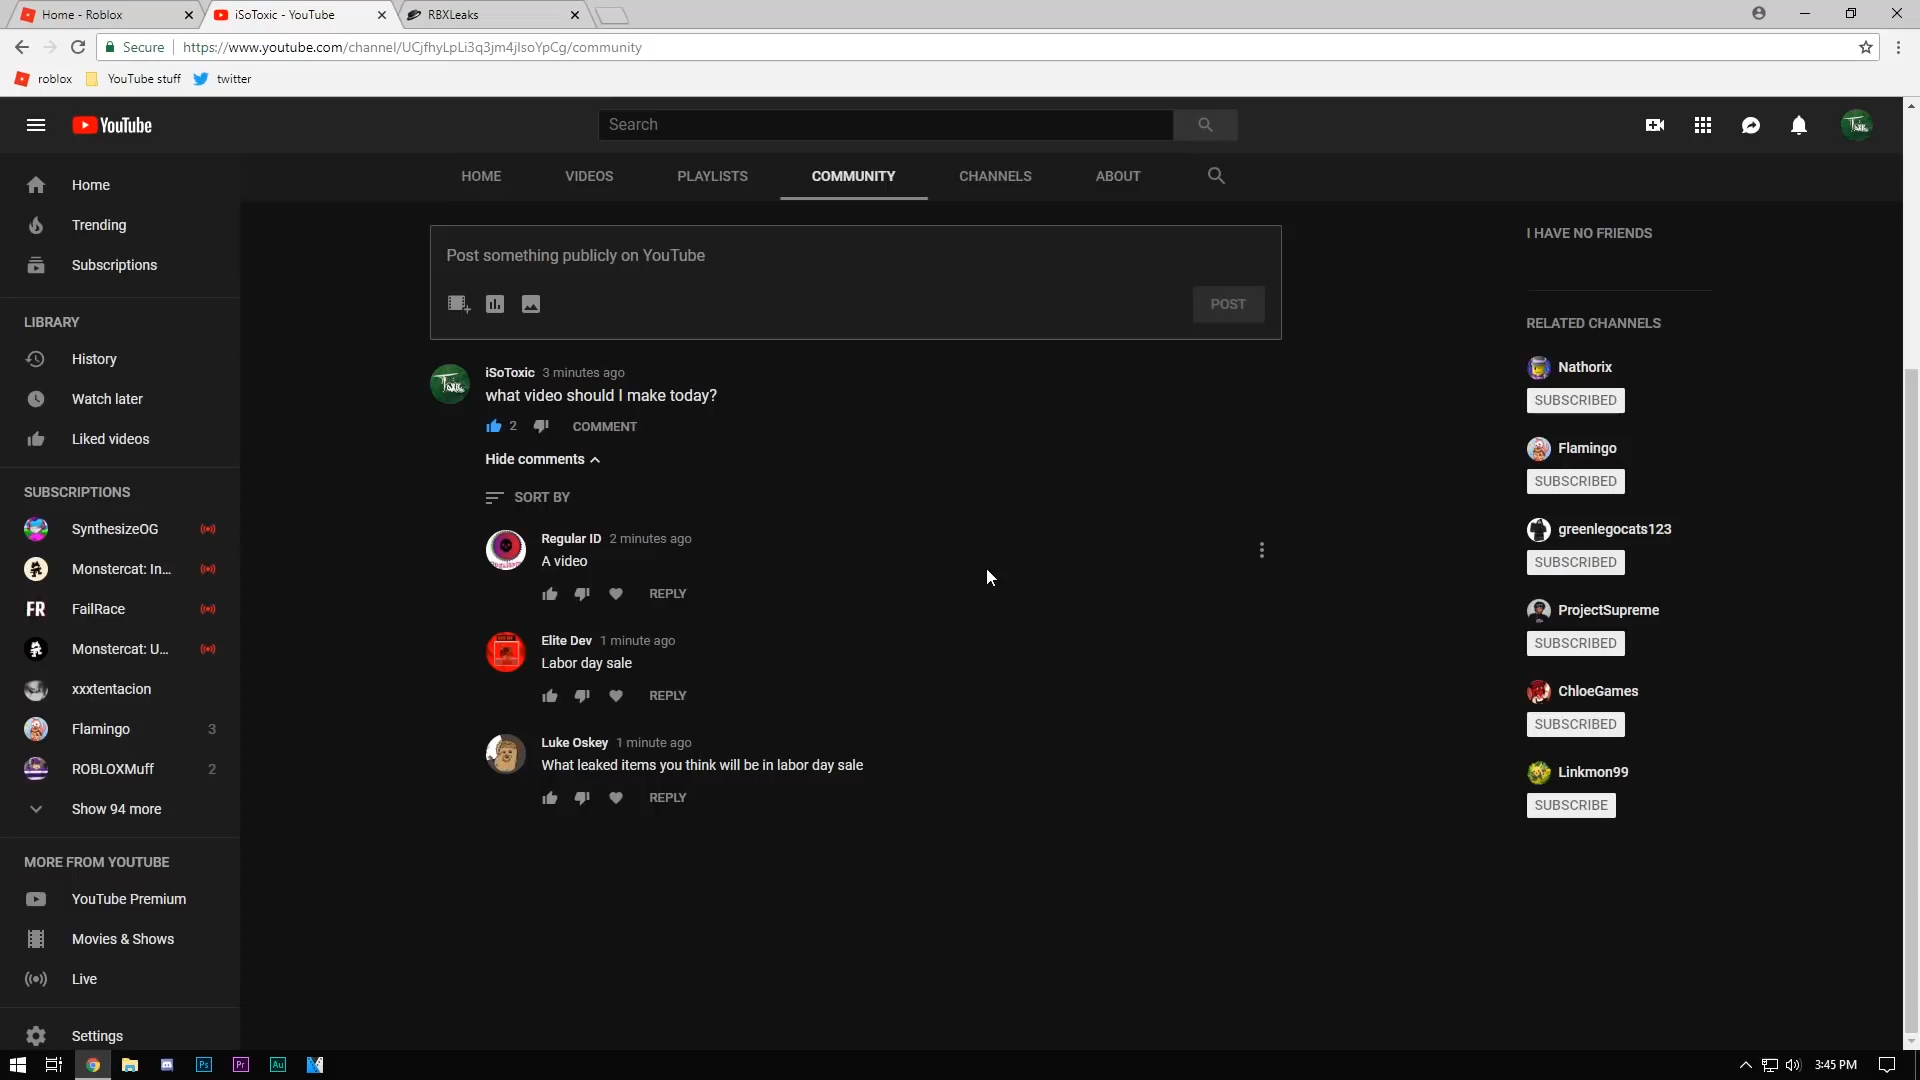 Home - Roblox
iSoToxic - YouTube
RBXLeaks
Secure
https://www.youtube.com/channel/UCjfhyLpLi3q3jm4jIsoYpCg/community
roblox
YouTube stuff
twitter
YouTube
Search
HOME
VIDEOS
PLAYLISTS
COMMUNITY
CHANNELS
ABOUT
Home
Trending
Subscriptions
LIBRARY
History
Watch later
Liked videos
SUBSCRIPTIONS
SynthesizeOG
Monstercat: In...
FR
FailRace
Monstercat: U...
xxxtentacion
Flamingo 3
ROBLOXMuff 2
Show 94 more
MORE FROM YOUTUBE
YouTube Premium
Movies & Shows
Live
Settings
Post something publicly on YouTube
POST
iSoToxic 3 minutes ago
what video should I make today?
2 COMMENT
Hide comments
SORT BY
Regular ID 2 minutes ago
A video
REPLY
Elite Dev 1 minute ago
Labor day sale
REPLY
Luke Oskey 1 minute ago
What leaked items you think will be in labor day sale
REPLY
I HAVE NO FRIENDS
RELATED CHANNELS
Nathorix
SUBSCRIBED
Flamingo
SUBSCRIBED
greenlegocats123
SUBSCRIBED
ProjectSupreme
SUBSCRIBED
ChloeGames
SUBSCRIBED
Linkmon99
SUBSCRIBE
Ps
Pr
Au
3:45 PM